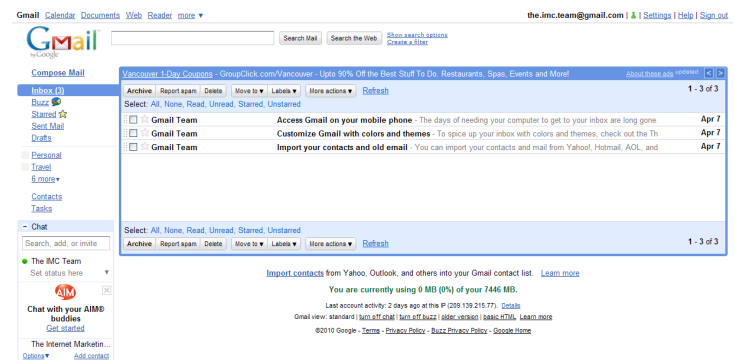 Gmail Calendar Documents Web Reader more ▼
the.imc.team@gmail.com | Settings | Help | Sign out
Gmail
by Google
Search Mail Search the Web Show search options
Create a filter
Compose Mail
Inbox (3)
Buzz
Starred
Sent Mail
Drafts
Personal
Travel
6 more▼
Contacts
Tasks
– Chat
Search, add, or invite
The IMC Team
Set status here ▼
AIM
Chat with your AIM®
buddies
Get started
The Internet Marketin...
Options▼ Add contact
Vancouver 1-Day Coupons - GroupClick.com/Vancouver - Upto 90% Off the Best Stuff To Do. Restaurants, Spas, Events and More! About these ads updated < >
Archive Report spam Delete Move to ▼ Labels ▼ More actions ▼ Refresh 1 - 3 of 3
Select: All, None, Read, Unread, Starred, Unstarred
Gmail Team Access Gmail on your mobile phone - The days of needing your computer to get to your inbox are long gone Apr 7
Gmail Team Customize Gmail with colors and themes - To spice up your inbox with colors and themes, check out the Th Apr 7
Gmail Team Import your contacts and old email - You can import your contacts and mail from Yahoo!, Hotmail, AOL, and Apr 7
Select: All, None, Read, Unread, Starred, Unstarred
Archive Report spam Delete Move to ▼ Labels ▼ More actions ▼ Refresh 1 - 3 of 3
Import contacts from Yahoo, Outlook, and others into your Gmail contact list. Learn more
You are currently using 0 MB (0%) of your 7446 MB.
Last account activity: 2 days ago at this IP (209.139.215.77). Details
Gmail view: standard | turn off chat | turn off buzz | older version | basic HTML Learn more
©2010 Google - Terms - Privacy Policy - Buzz Privacy Policy - Google Home